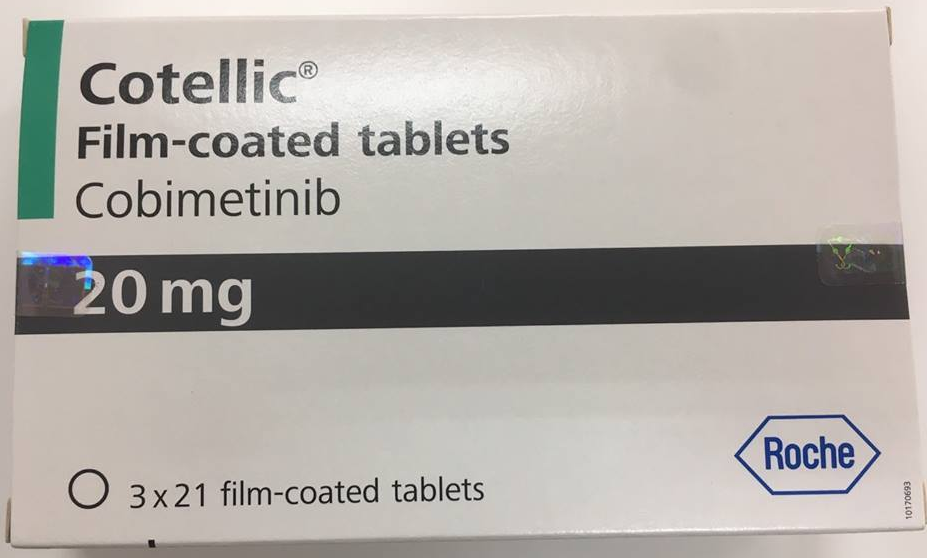 Cotellic®
Film-coated tablets
Cobimetinib
20 mg
3 x 21 film-coated tablets
Roche
10170693